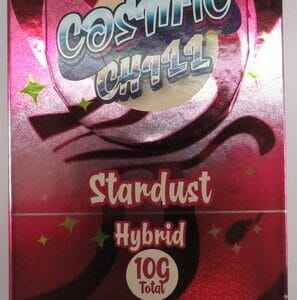 COSMIC
CHILL
Stardust
Hybrid
10G
Total